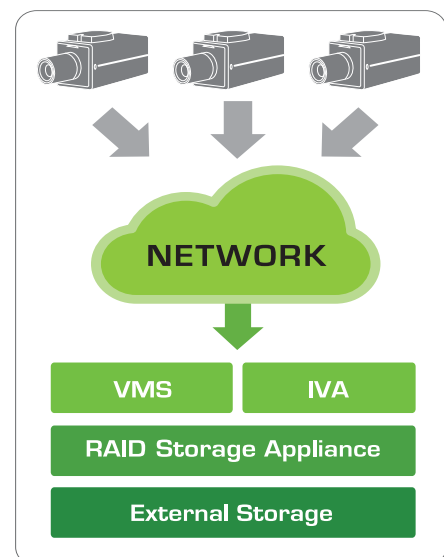 NETWORK
VMS
IVA
RAID Storage Appliance
External Storage